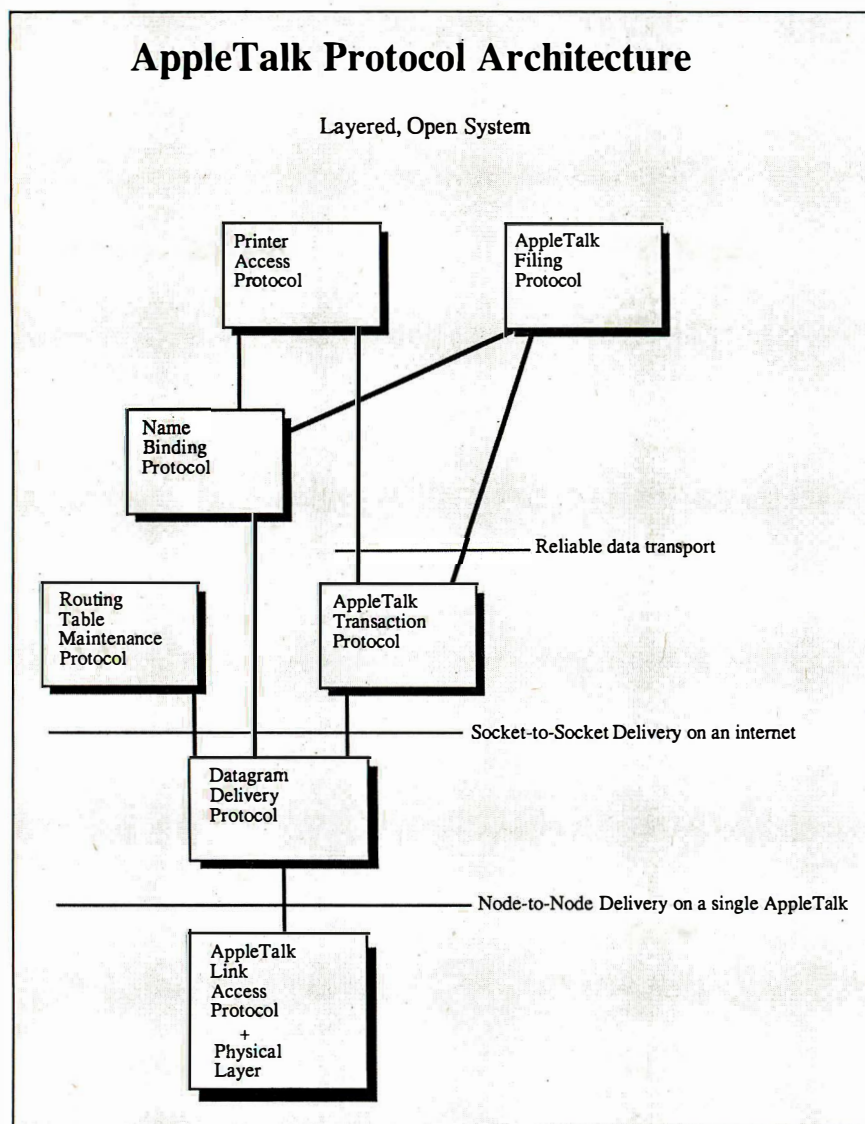 AppleTalk Protocol Architecture
Layered, Open System
Printer
Access
Protocol
AppleTalk
Filing
Protocol
Name
Binding
Protocol
Reliable data transport
Routing
Table
Maintenance
Protocol
AppleTalk
Transaction
Protocol
Socket-to-Socket Delivery on an internet
Datagram
Delivery
Protocol
Node-to-Node Delivery on a single AppleTalk
AppleTalk
Link
Access
Protocol
+
Physical
Layer